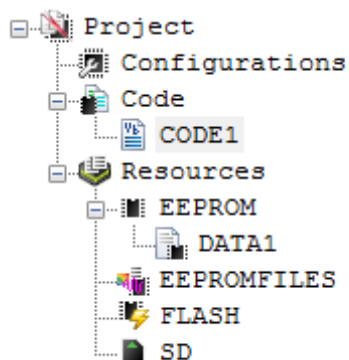 Project
Configurations
Code
CODE1
Resources
EEPROM
DATA1
EEPROMFILES
FLASH
SD